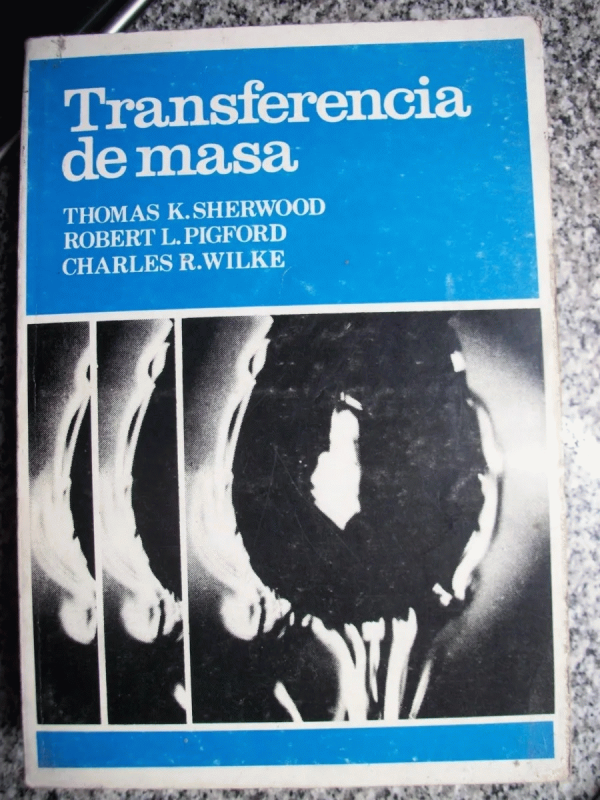 Transferencia
de masa
THOMAS K. SHERWOOD
ROBERT L. PIGFORD
CHARLES R. WILKE